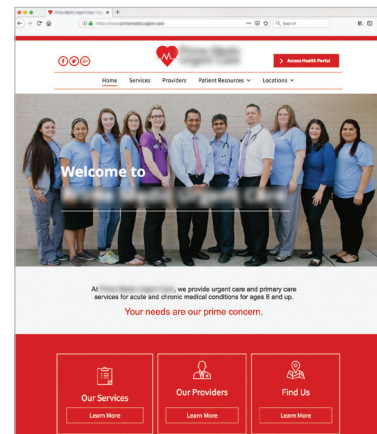 Search
Access Health Portal
Home Services Providers Patient Resources Locations
Welcome to
At , we provide urgent care and primary care
services for acute and chronic medical conditions for ages 8 and up.
Your needs are our prime concern.
Our Services
Our Providers
Find Us
Learn More
Learn More
Learn More